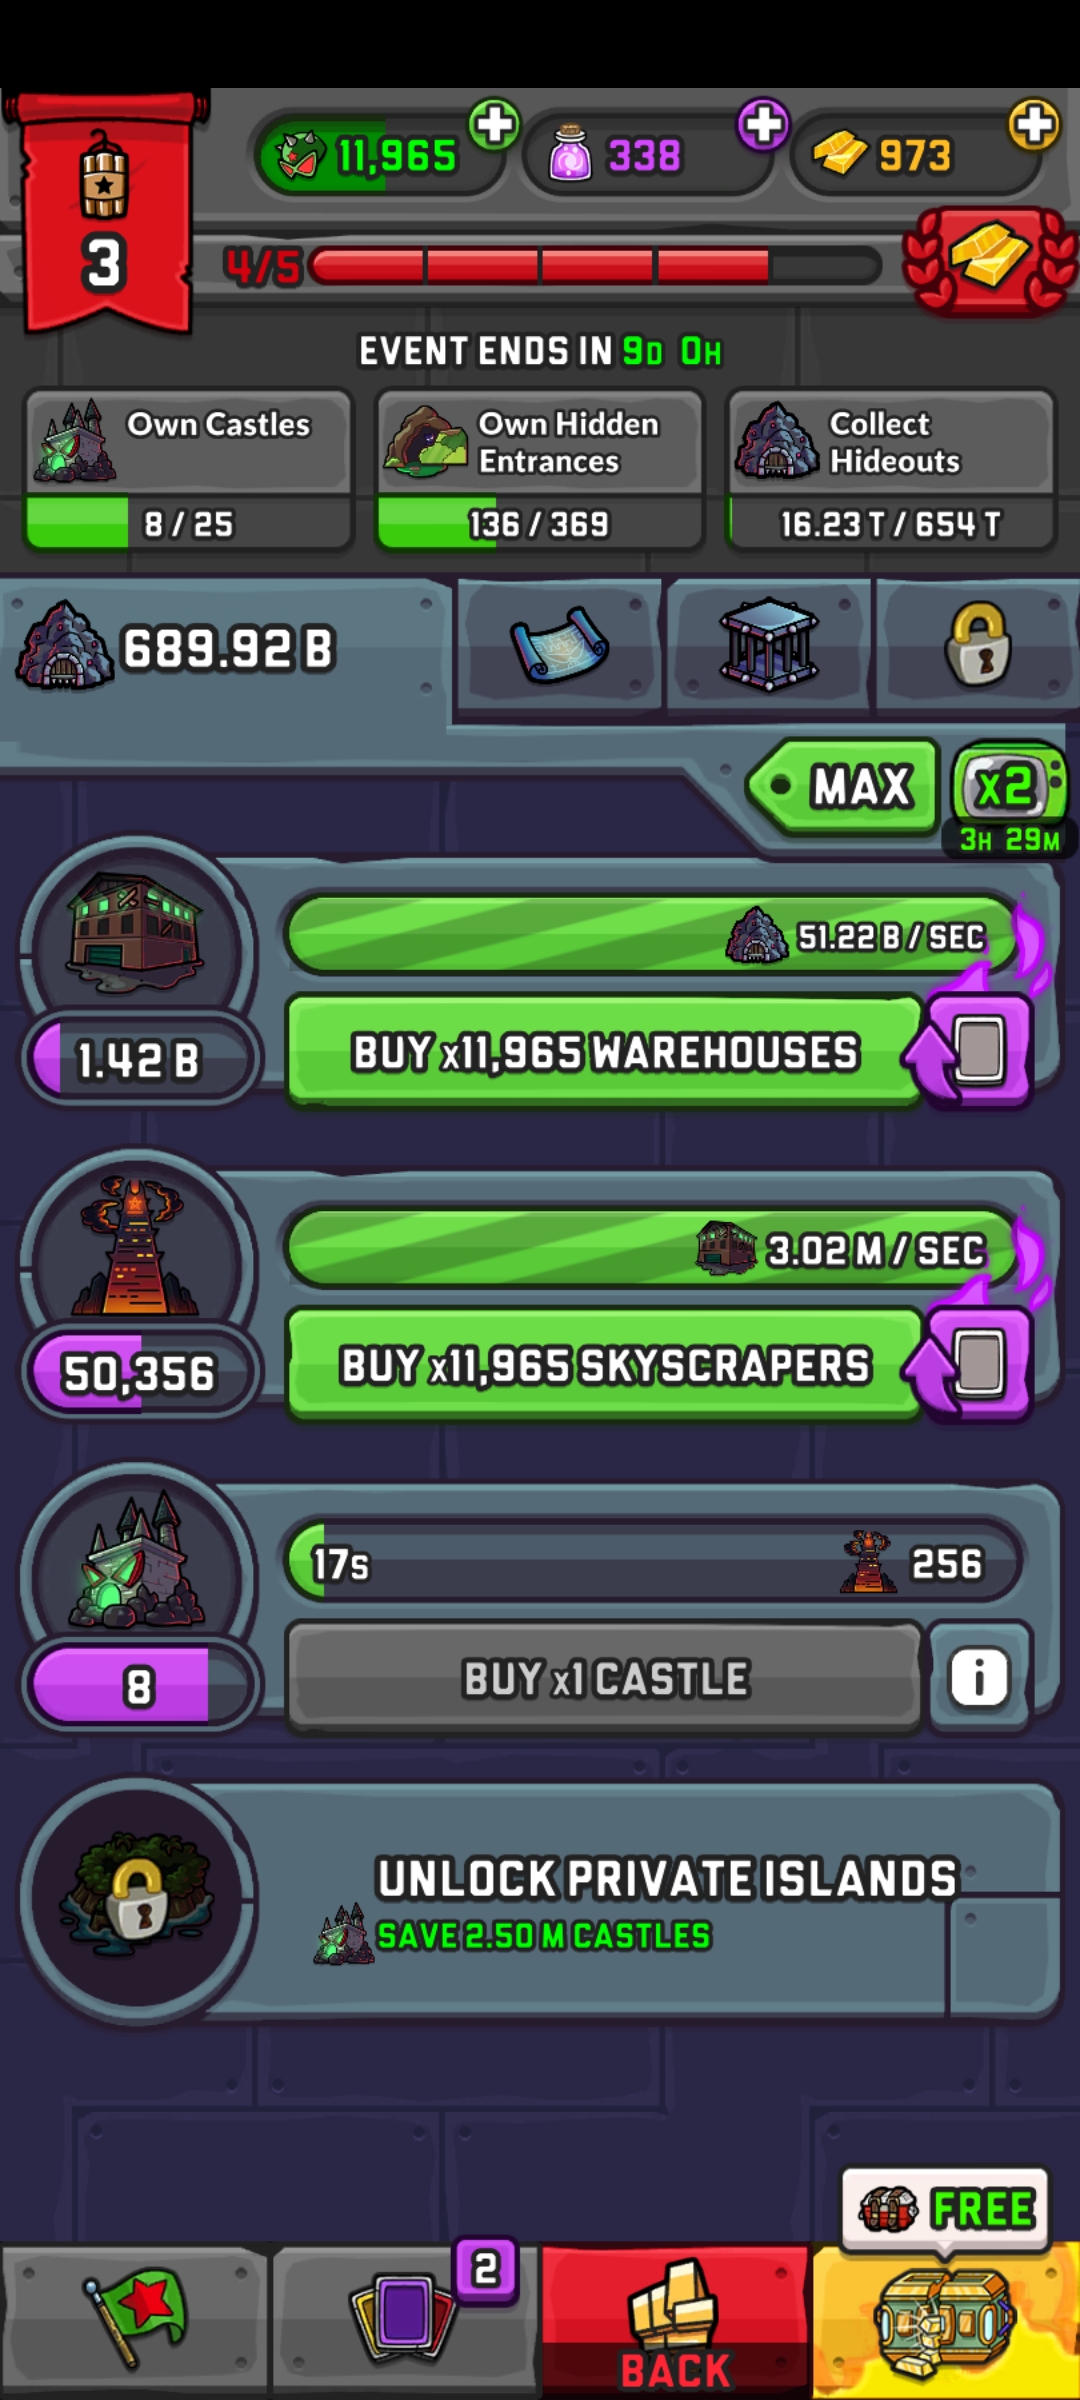 11,965
338
973
3
4/5
EVENT ENDS IN 9D 0H
Own Castles
8 / 25
Own Hidden
Entrances
136 / 369
Collect
Hideouts
16.23 T / 654 T
689.92 B
MAX
x2
3H 29M
51.22 B / SEC
1.42 B
BUY x11,965 WAREHOUSES
3.02 M / SEC
50,356
BUY x11,965 SKYSCRAPERS
17s
256
8
BUY x1 CASTLE
i
UNLOCK PRIVATE ISLANDS
SAVE 2.50 M CASTLES
FREE
2
BACK